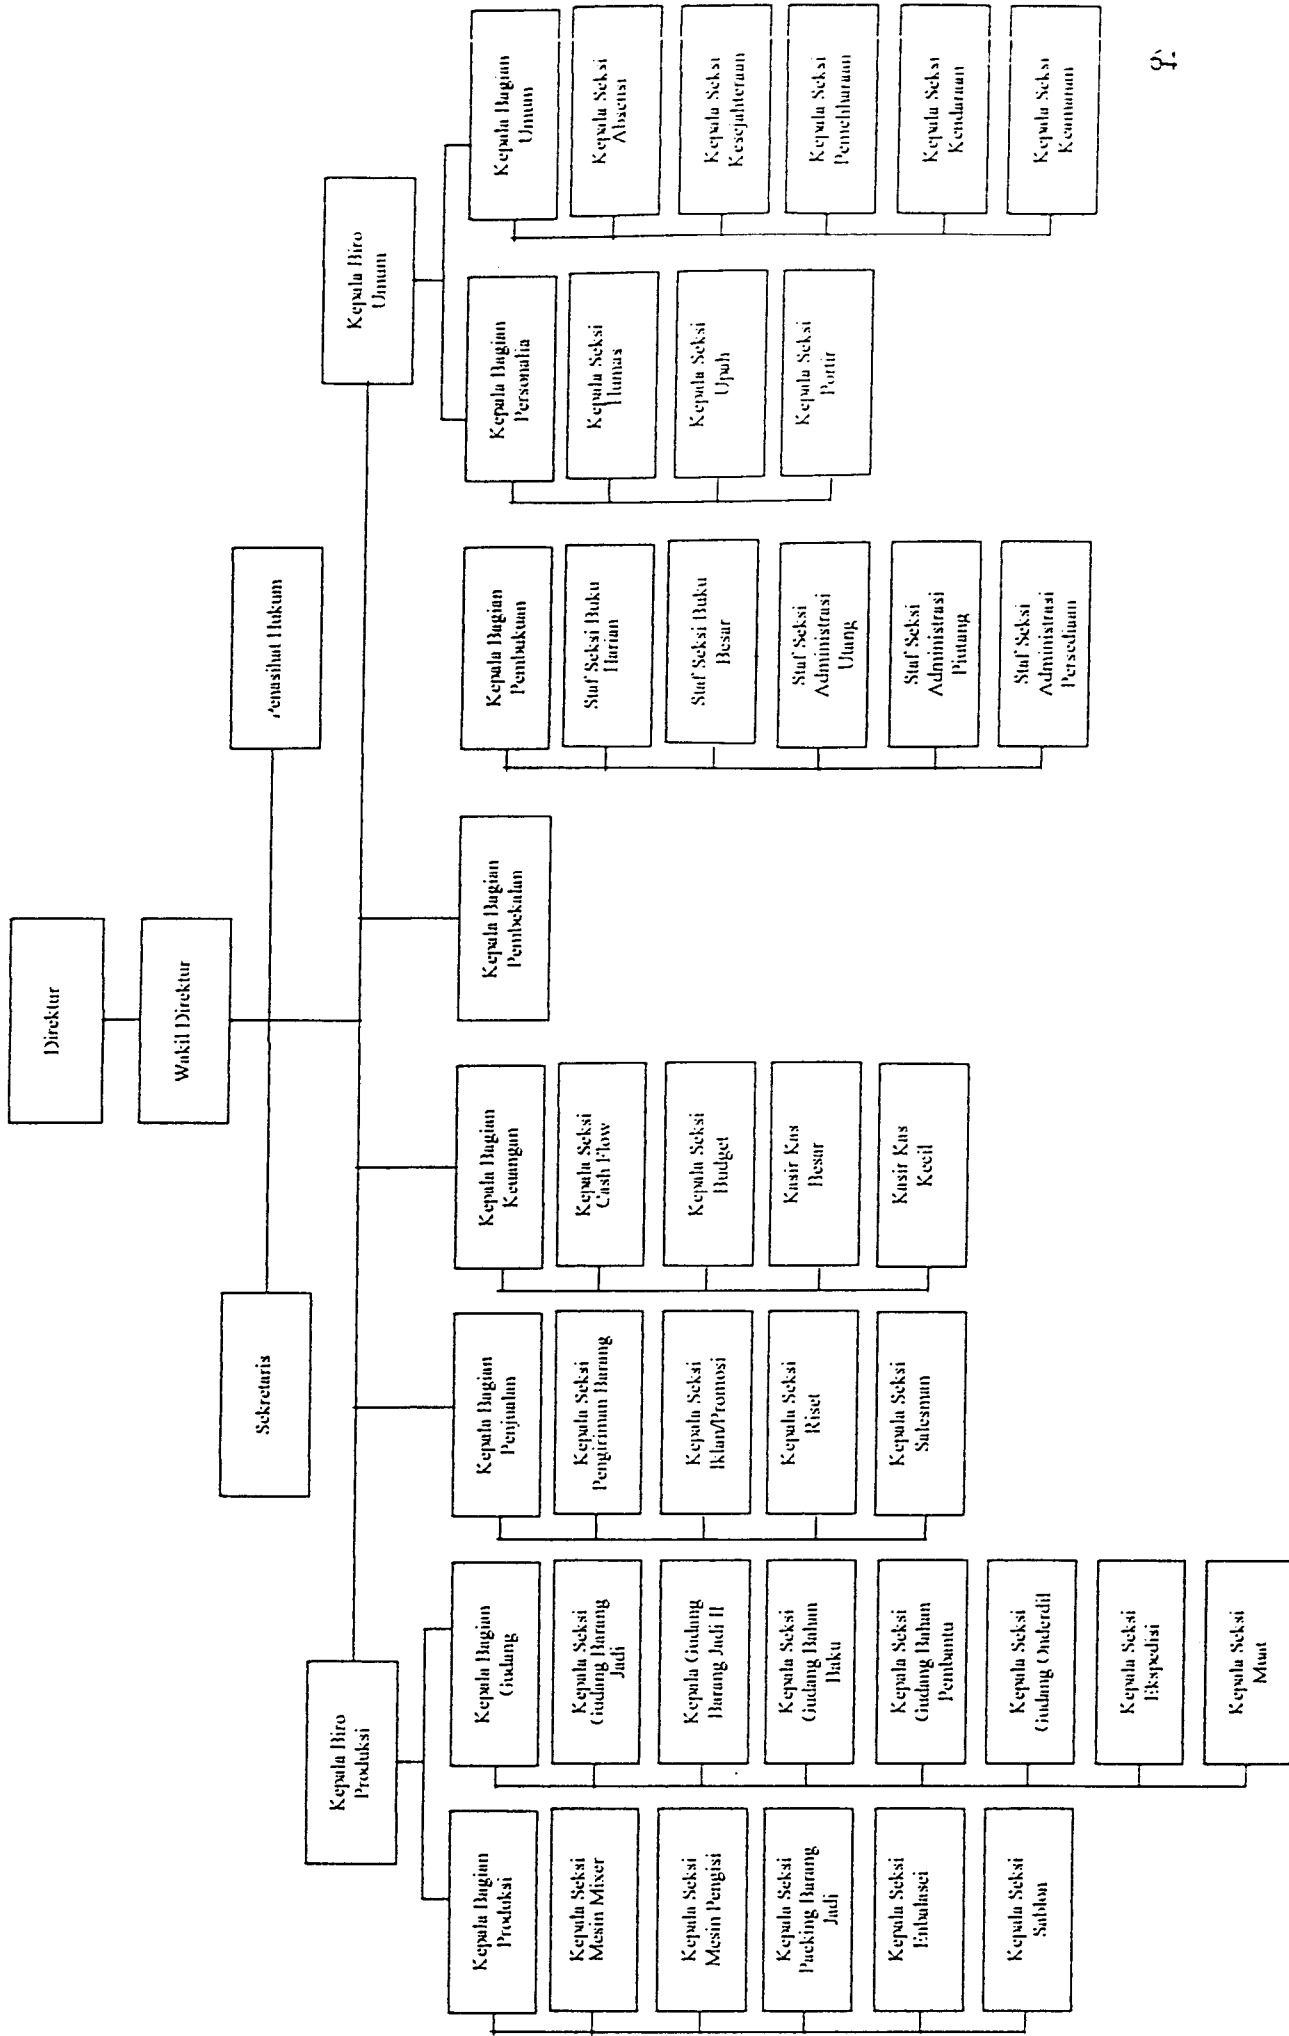 Direktur
Wakil Direktur
Sekretaris
Penasihat Hukum
Kepala Biro
Produksi
Kepala Biro
Umum
Kepala Bagian
Produksi
Kepala Seksi
Mesin Mixer
Kepala Seksi
Mesin Pengisi
Kepala Seksi
Packing Barang
Jadi
Kepala Seksi
Enbalasei
Kepala Seksi
Sablon
Kepala Bagian
Gudang
Kepala Seksi
Gudang Barang
Jadi
Kepala Gudang
Barang Jadi II
Kepala Seksi
Gudang Bahan
Baku
Kepala Seksi
Gudang Bahan
Pembantu
Kepala Seksi
Gudang Onderdil
Kepala Seksi
Ekspedisi
Kepala Seksi
Muat
Kepala Bagian
Penjualan
Kepala Seksi
Pengiriman Barang
Kepala Seksi
Iklan/Promosi
Kepala Seksi
Riset
Kepala Seksi
Salesman
Kepala Bagian
Keuangan
Kepala Seksi
Cash Flow
Kepala Seksi
Budget
Kasir Kas
Besar
Kasir Kas
Kecil
Kepala Bagian
Pembekalan
Kepala Bagian
Pembukuan
Staf Seksi Buku
Harian
Staf Seksi Buku
Besar
Staf Seksi
Administrasi
Utang
Staf Seksi
Administrasi
Piutang
Staf Seksi
Administrasi
Persediaan
Kepala Bagian
Personalia
Kepala Seksi
Humas
Kepala Seksi
Upah
Kepala Seksi
Portir
Kepala Bagian
Umum
Kepala Seksi
Absensi
Kepala Seksi
Kesejahteraan
Kepala Seksi
Pemeliharaan
Kepala Seksi
Kendaraan
Kepala Seksi
Keamanan